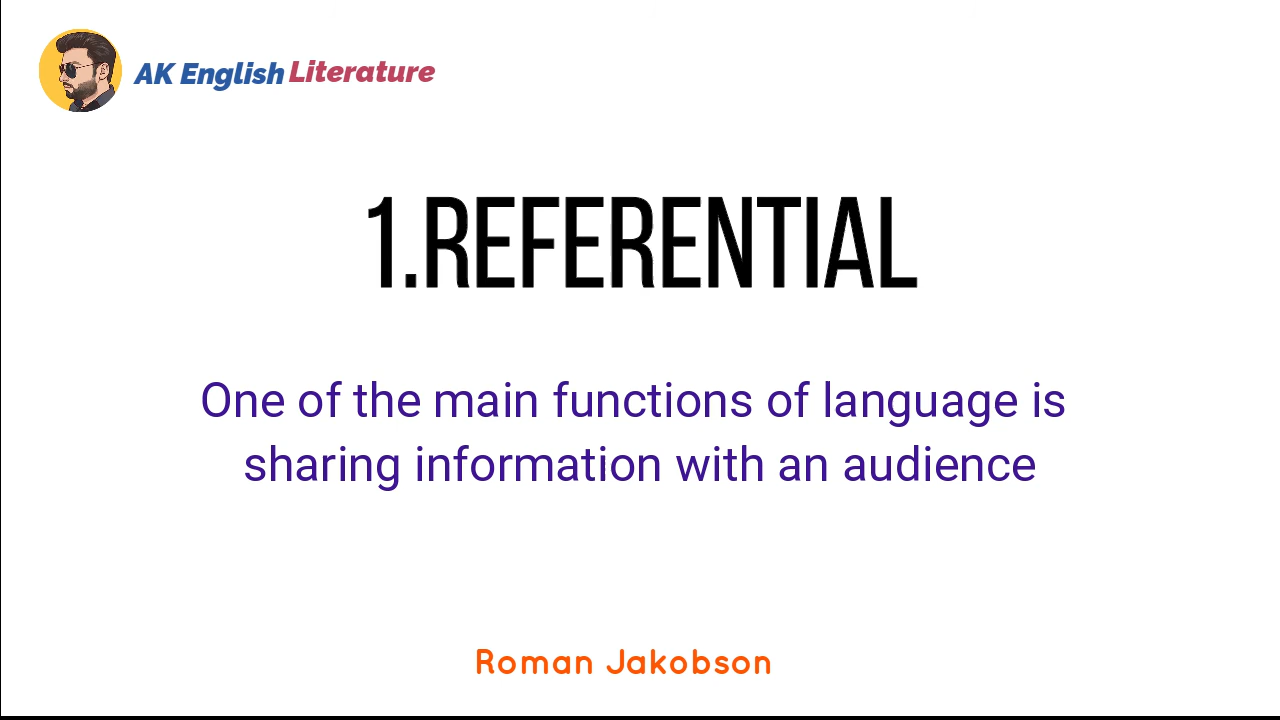 AK English Literature
1.REFERENTIAL
One of the main functions of language is
sharing information with an audience
Roman Jakobson